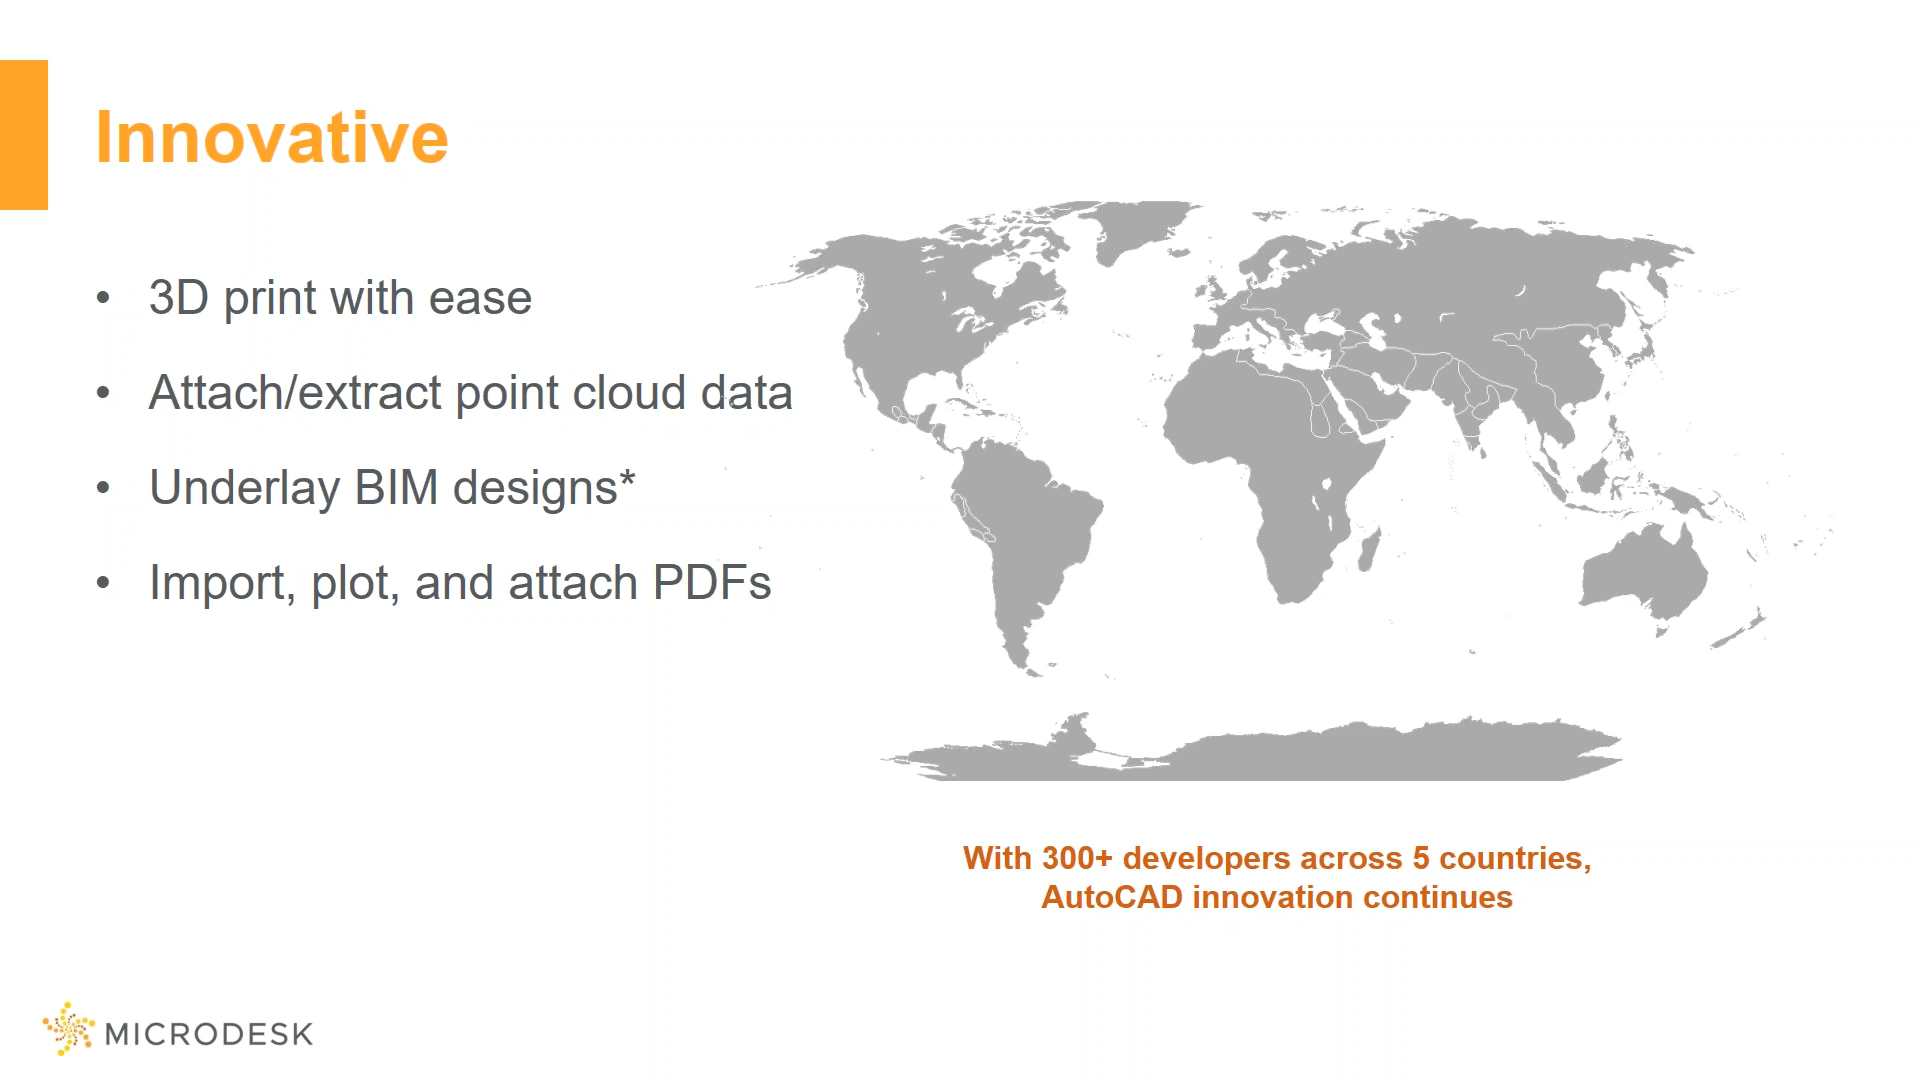 Innovative
• 3D print with ease
• Attach/extract point cloud data
• Underlay BIM designs*
• Import, plot, and attach PDFs
With 300+ developers across 5 countries,
AutoCAD innovation continues
MICRODESK